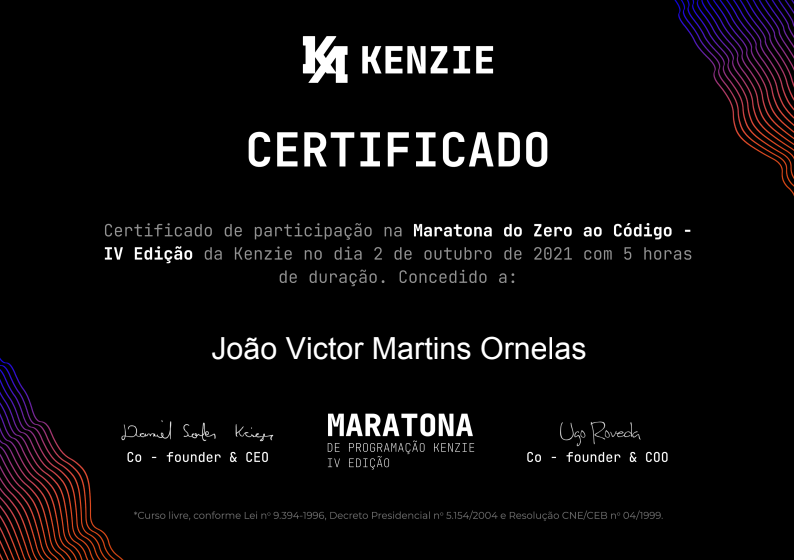 KENZIE
CERTIFICADO
Certificado de participação na Maratona do Zero ao Código -
IV Edição da Kenzie no dia 2 de outubro de 2021 com 5 horas
de duração. Concedido a:
João Victor Martins Ornelas
Ugo Roveda
Co - founder & CEO
MARATONA
DE PROGRAMAÇÃO KENZIE
IV EDIÇÃO
Co - founder & COO
*Curso livre, conforme Lei nº 9.394-1996, Decreto Presidencial nº 5.154/2004 e Resolução CNE/CEB nº 04/1999.